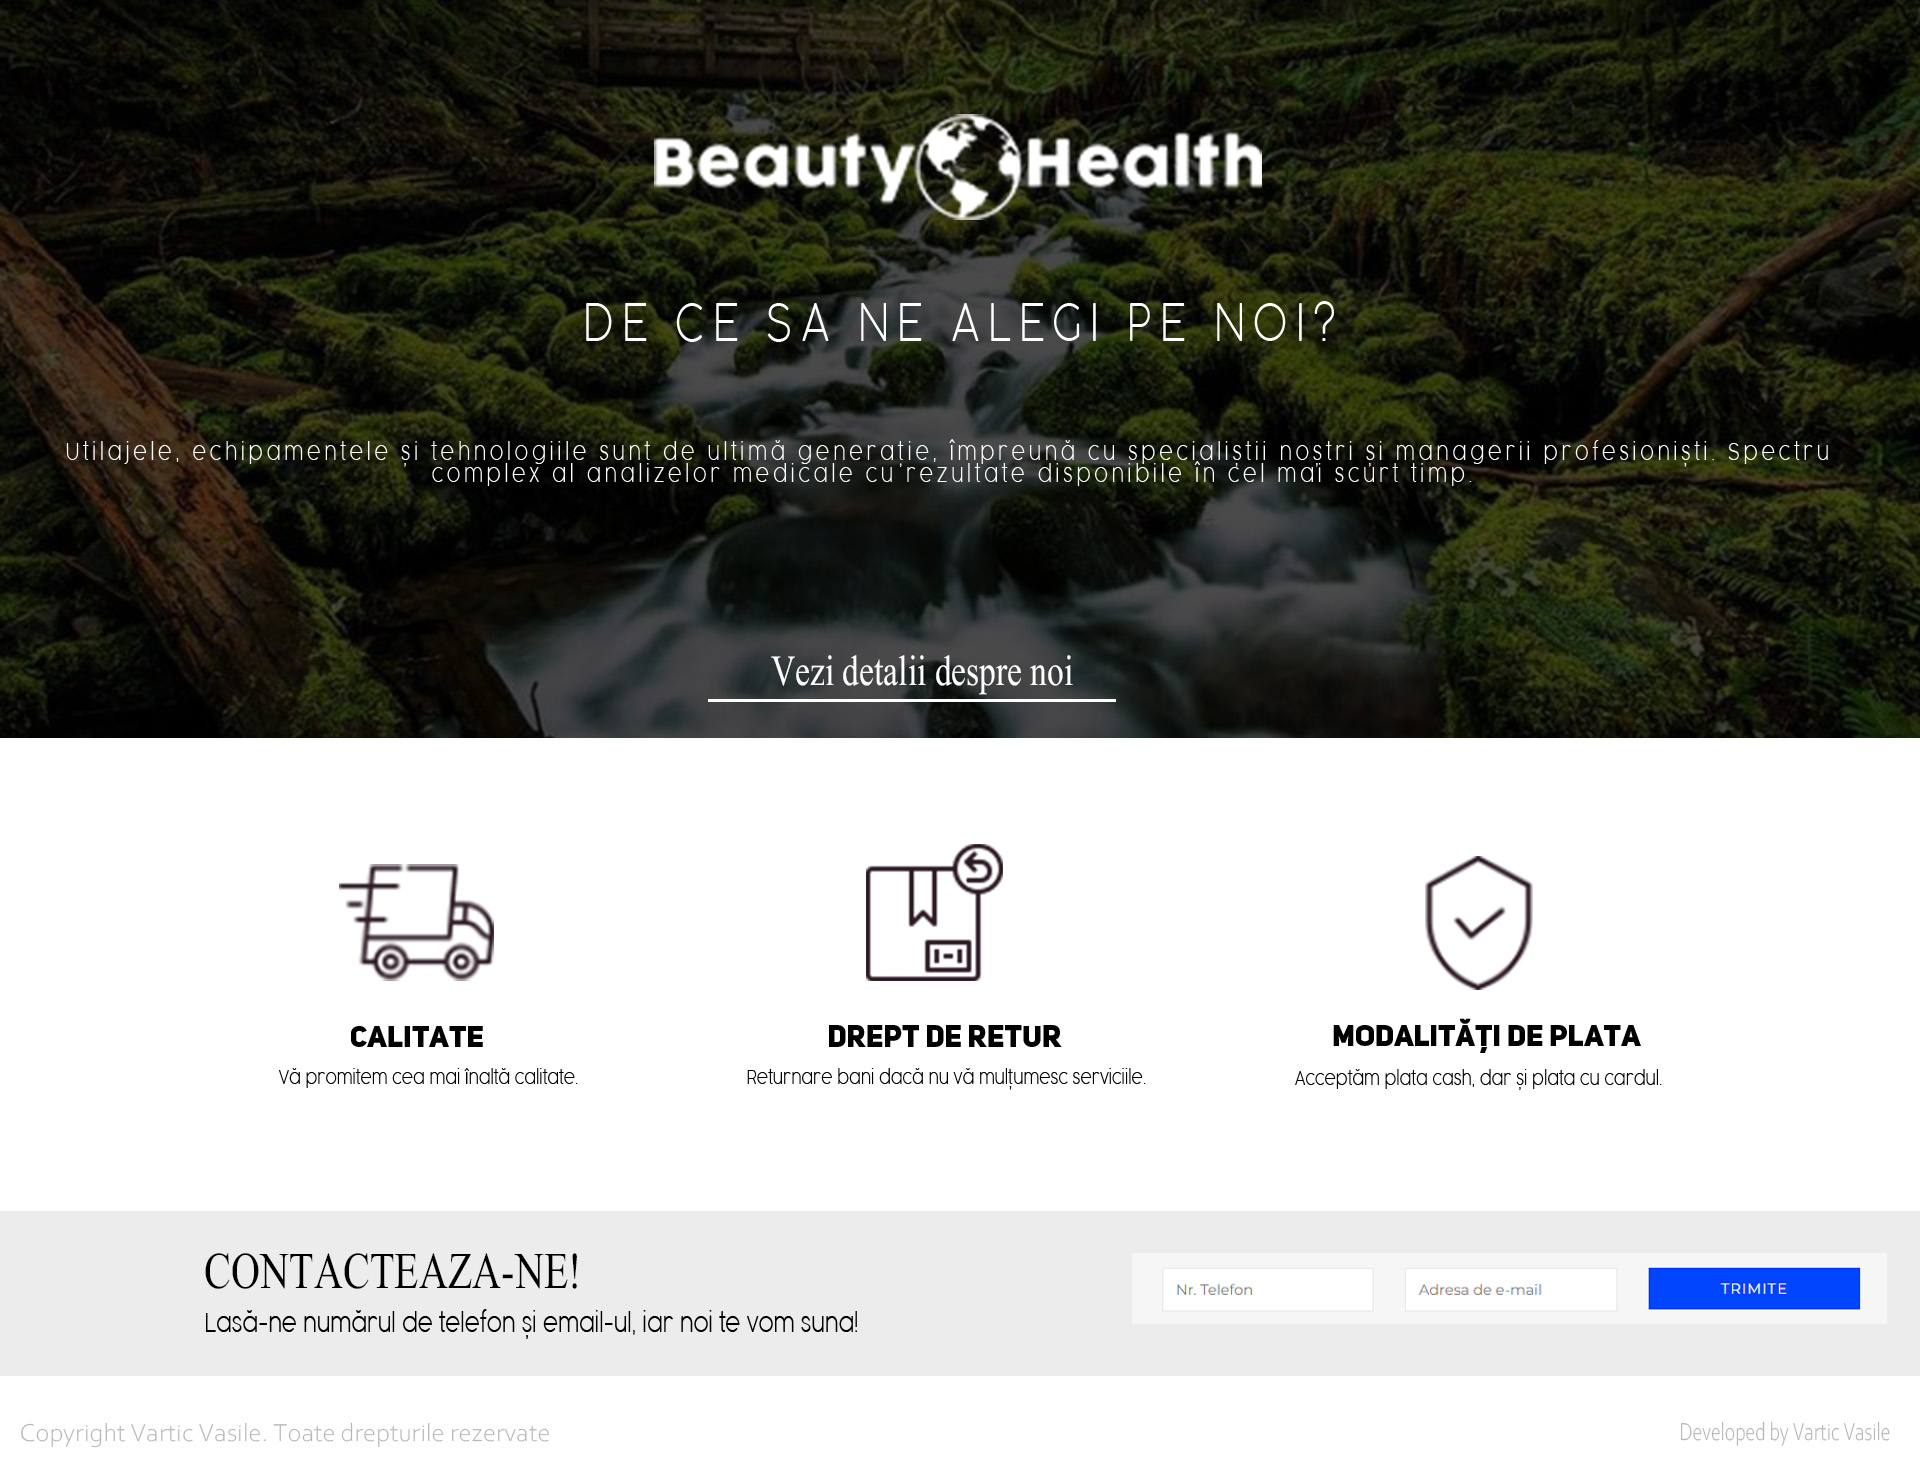 Beauty Health
DE CE SA NE ALEGI PE NOI?
Utilajele, echipamentele și tehnologiile sunt de ultimă generație, împreună cu specialiștii noștri și managerii profesioniști. Spectru
complex al analizelor medicale cu rezultate disponibile în cel mai scurt timp.
Vezi detalii despre noi
CALITATE
Vă promitem cea mai înaltă calitate.
DREPT DE RETUR
Returnare bani dacă nu vă mulțumesc serviciile.
MODALITĂȚI DE PLATA
Acceptăm plata cash, dar și plata cu cardul.
CONTACTEAZA-NE!
Lasă-ne numărul de telefon și email-ul, iar noi te vom suna!
Nr. Telefon
Adresa de e-mail
TRIMITE
Copyright Vartic Vasile. Toate drepturile rezervate
Developed by Vartic Vasile